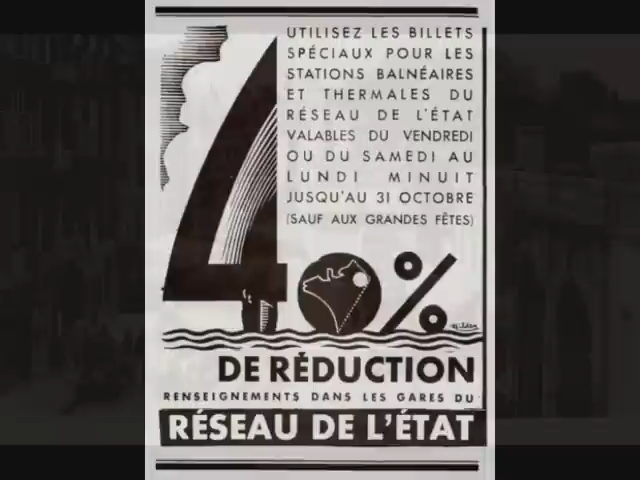 UTILISEZ LES BILLETS
SPÉCIAUX POUR LES
STATIONS BALNÉAIRES
ET THERMALES DU
RÉSEAU DE L'ÉTAT
VALABLES DU VENDREDI
OU DU SAMEDI AU
LUNDI MINUIT
JUSQU'AU 31 OCTOBRE
(SAUF AUX GRANDES FÊTES)
40%
DE RÉDUCTION
RENSEIGNEMENTS DANS LES GARES DU
RÉSEAU DE L'ÉTAT